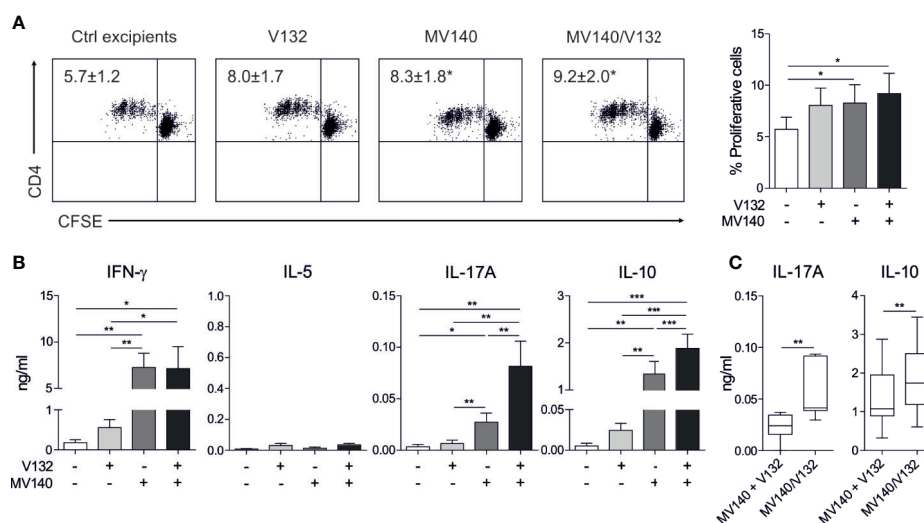 A
Ctrl excipients
V132
MV140
MV140/V132
5.7±1.2
8.0±1.7
8.3±1.8*
9.2±2.0*
CD4
CFSE
% Proliferative cells
15
10
5
0
*
*
V132 - + - +
MV140 - - + +
B
IFN-γ
IL-5
IL-17A
IL-10
ng/ml
15
10
5
1
0
*
*
**
**
1.0
0.8
0.6
0.4
0.2
0.0
0.15
0.10
0.05
0.00
**
**
*
**
**
3
2
1
0.05
0.00
***
***
**
***
**
V132 - + - + - + - + - + - + - + - +
MV140 - - + + - - + + - - + + - - + +
C
IL-17A
IL-10
ng/ml
0.15
0.10
0.05
0.00
**
4
3
2
1
0
**
MV140 + V132
MV140/V132
MV140 + V132
MV140/V132